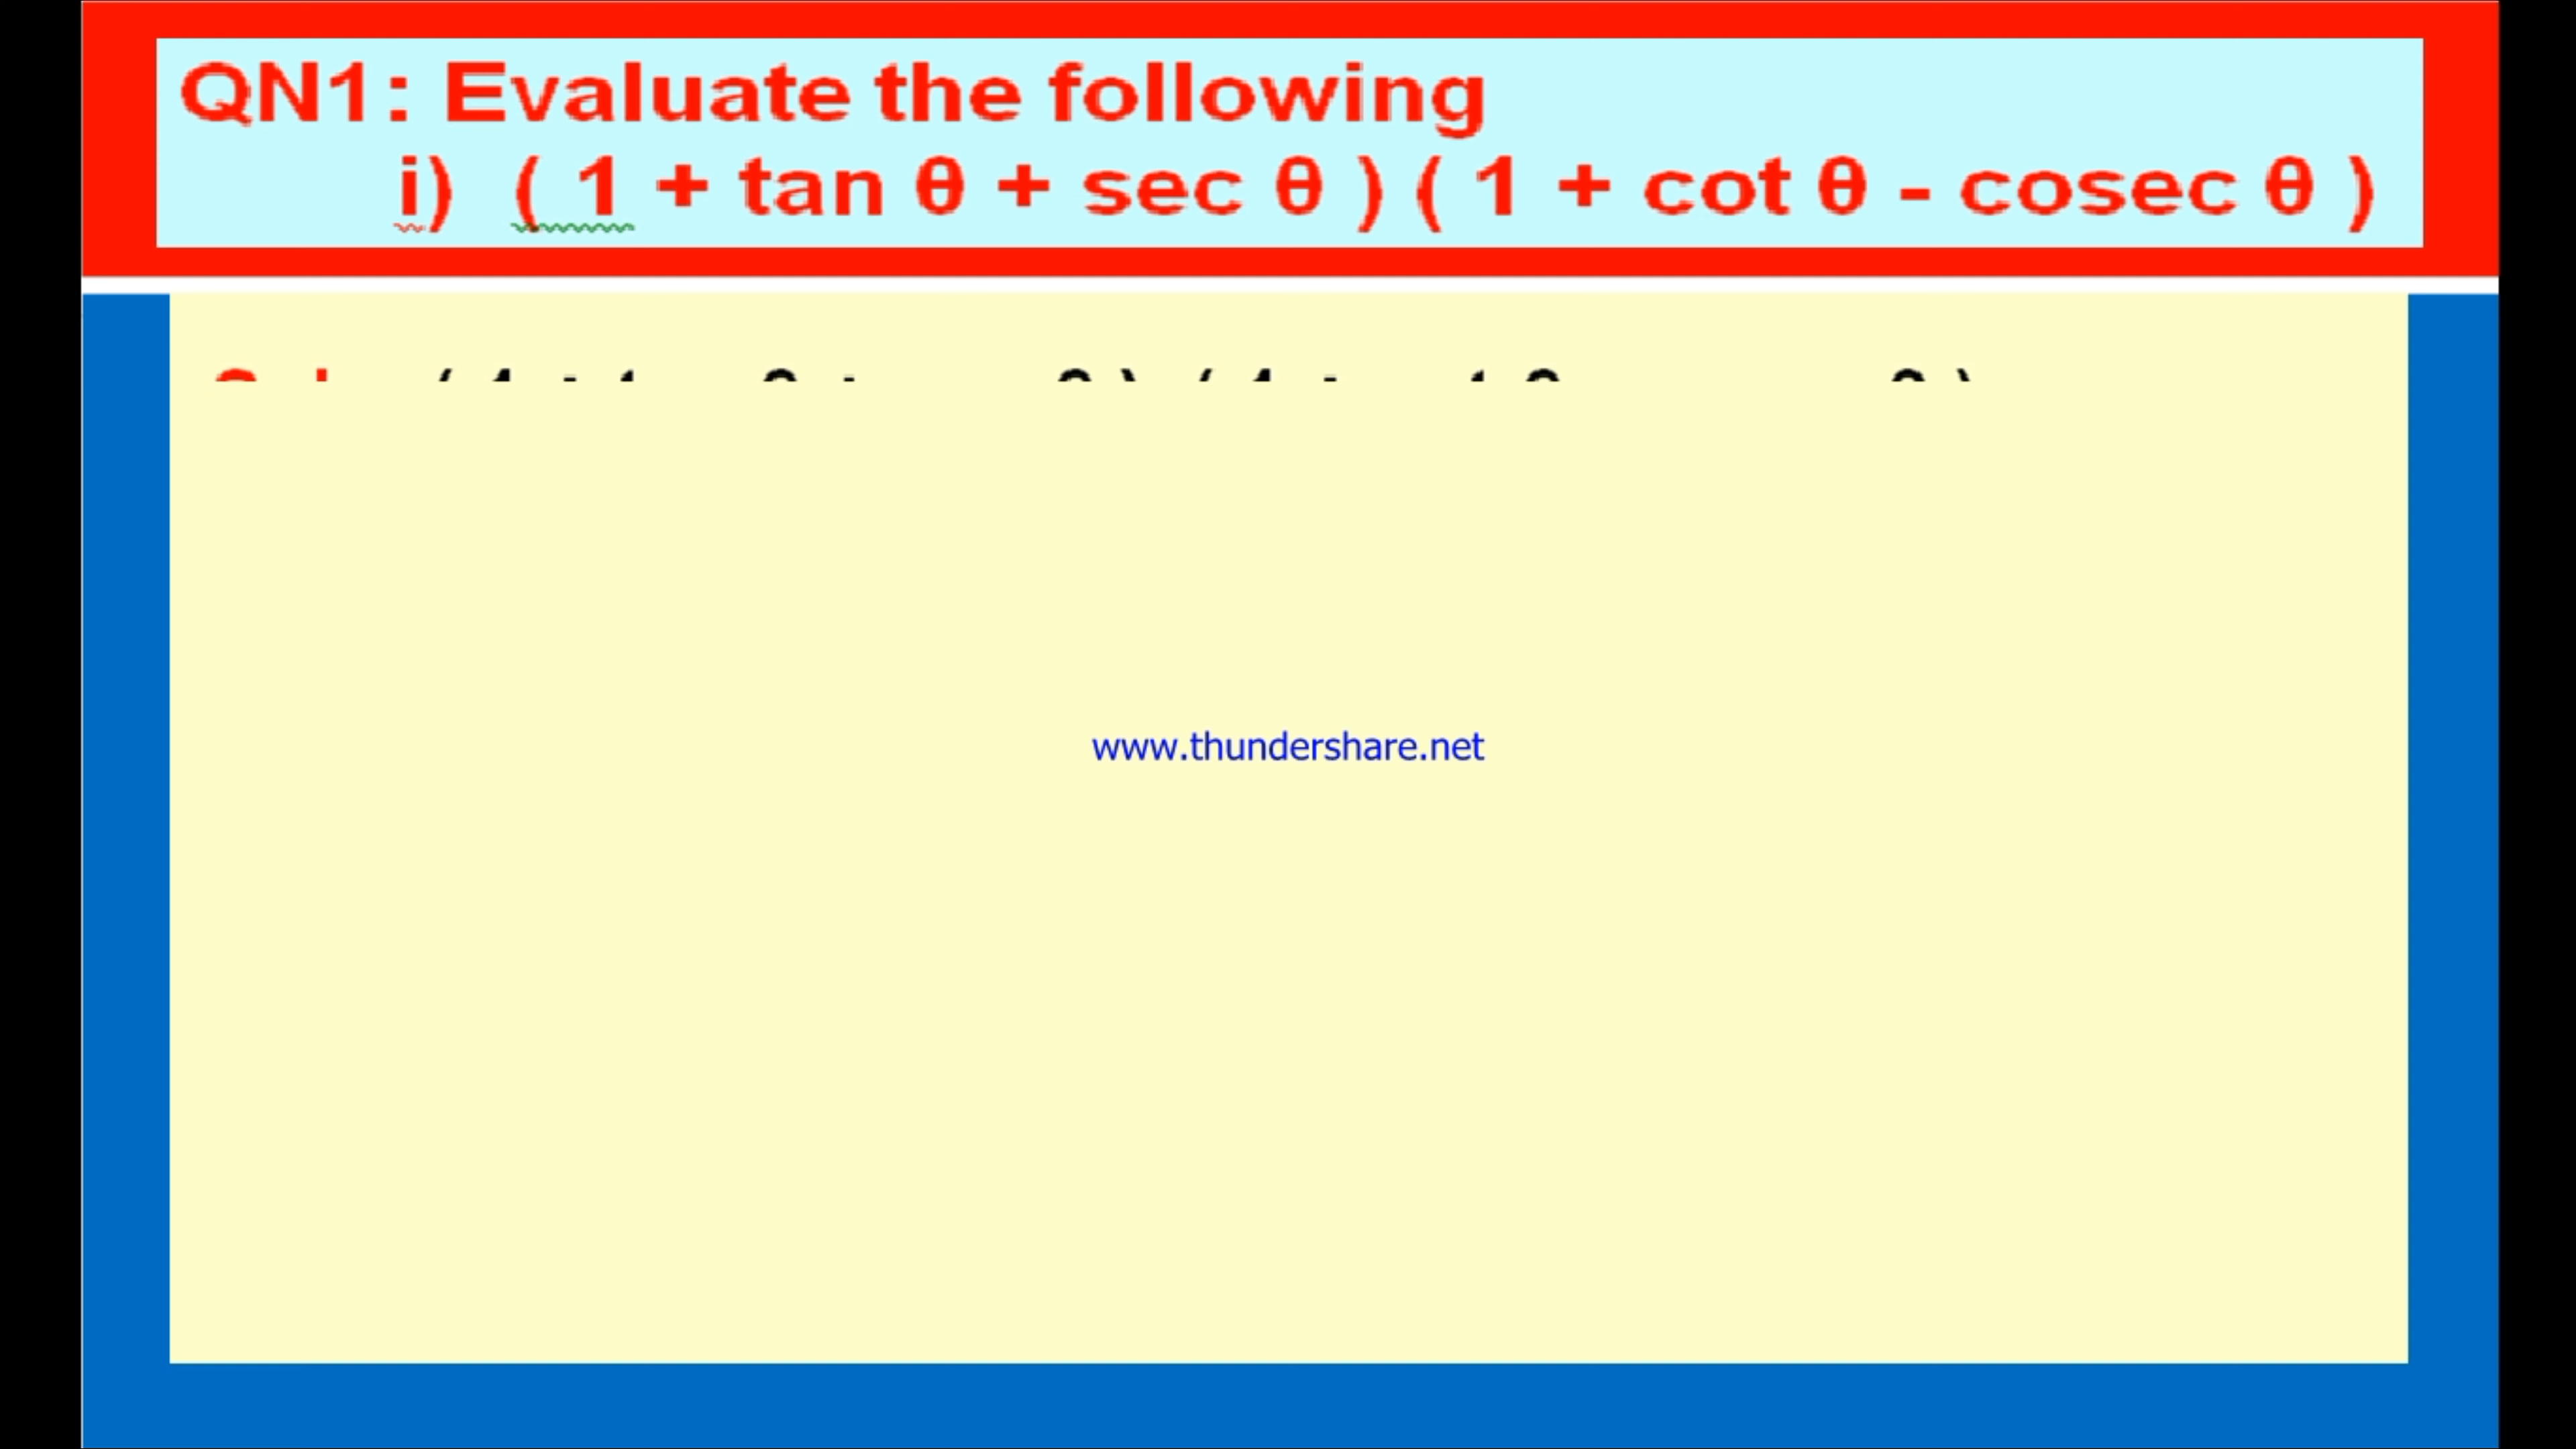 QN1: Evaluate the following
i) ( 1 + tan θ + sec θ ) ( 1 + cot θ - cosec θ )
www.thundershare.net